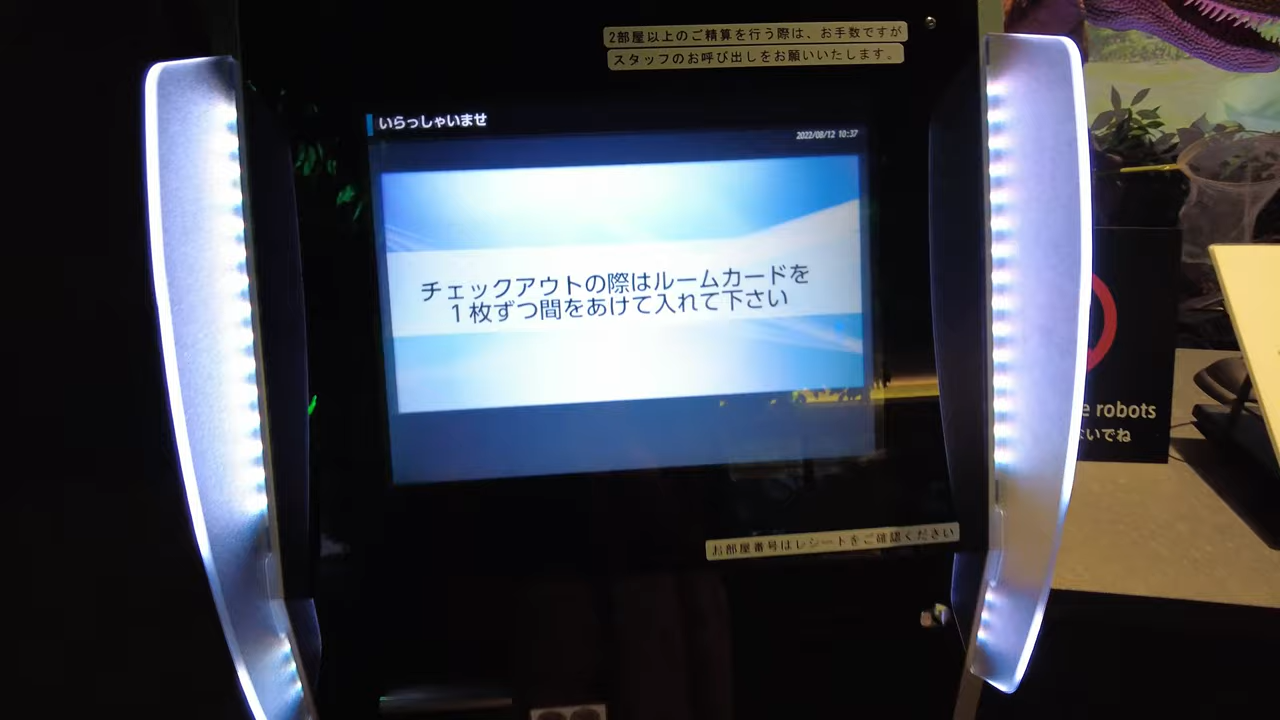 2部屋以上のご精算を行う際は、お手数ですが
スタッフのお呼び出しをお願いいたします。
いらっしゃいませ
2022/08/12 10:37
チェックアウトの際はルームカードを
1枚ずつ間をあけて入れて下さい
お部屋番号はレシートをご確認ください
robots
いでね